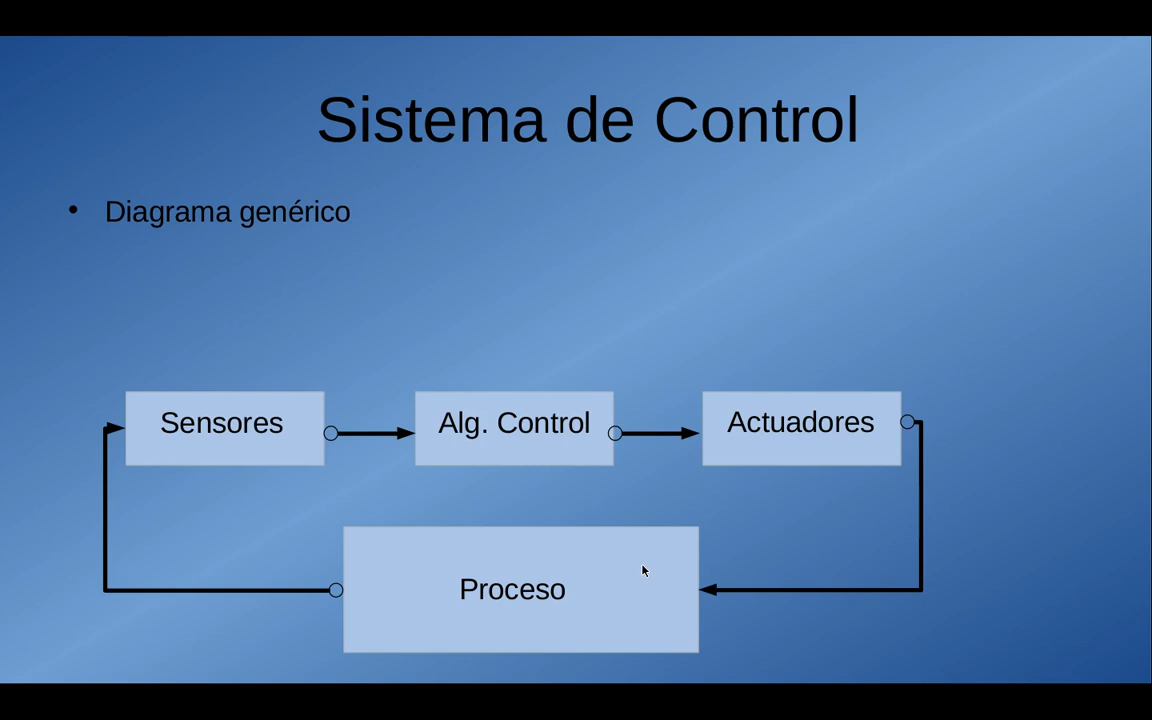 Sistema de Control
• Diagrama genérico
Sensores
Alg. Control
Actuadores
Proceso